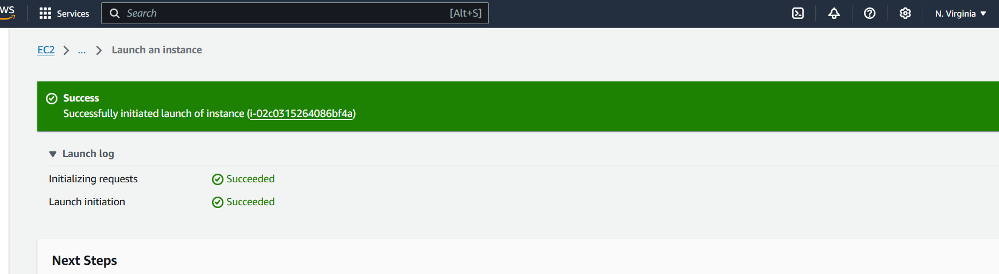 WS
Services
Search
[Alt+S]
N. Virginia
EC2
...
Launch an instance
Success
Successfully initiated launch of instance (i-02c0315264086bf4a)
Launch log
Initializing requests
Succeeded
Launch initiation
Succeeded
Next Steps